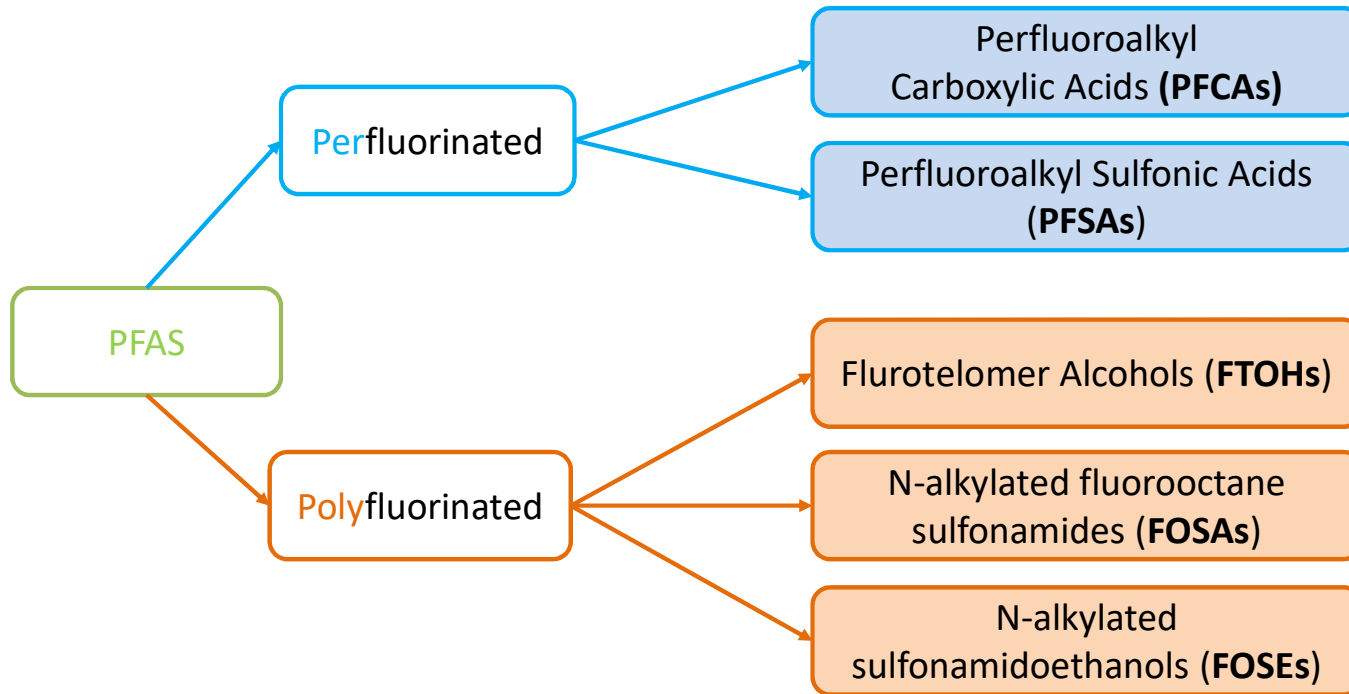 Perfluoroalkyl
Carboxylic Acids (PFCAs)
Perfluorinated
Perfluoroalkyl Sulfonic Acids
(PFSAs)
PFAS
Flurotelomer Alcohols (FTOHs)
Polyfluorinated
N-alkylated fluorooctane
sulfonamides (FOSAs)
N-alkylated
sulfonamidoethanols (FOSEs)